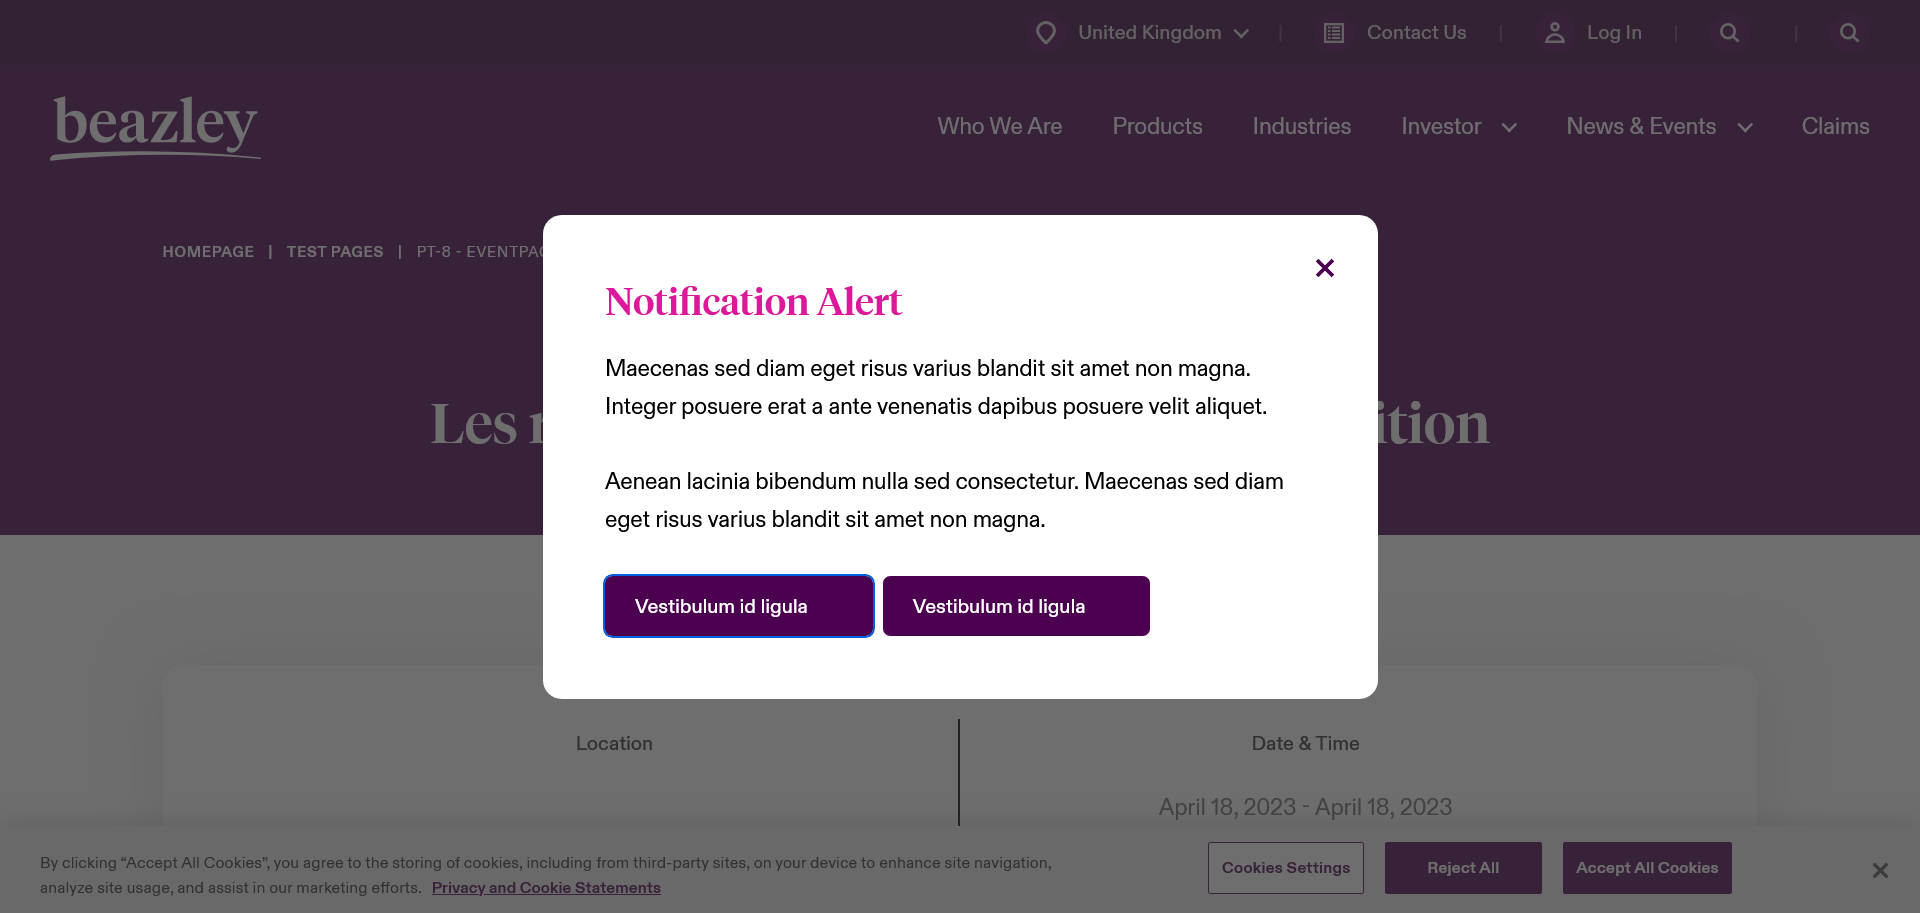 United Kingdom | Contact Us | Log In | |
beazley
Who We Are Products Industries Investor News & Events Claims
HOMEPAGE | TEST PAGES | PT-8 - EVENTPAG
Notification Alert
Maecenas sed diam eget risus varius blandit sit amet non magna.
Integer posuere erat a ante venenatis dapibus posuere velit aliquet.
Les ition
Aenean lacinia bibendum nulla sed consectetur. Maecenas sed diam
eget risus varius blandit sit amet non magna.
Vestibulum id ligula Vestibulum id ligula
Location Date & Time
April 18, 2023 - April 18, 2023
By clicking “Accept All Cookies”, you agree to the storing of cookies, including from third-party sites, on your device to enhance site navigation,
analyze site usage, and assist in our marketing efforts. Privacy and Cookie Statements
Cookies Settings Reject All Accept All Cookies